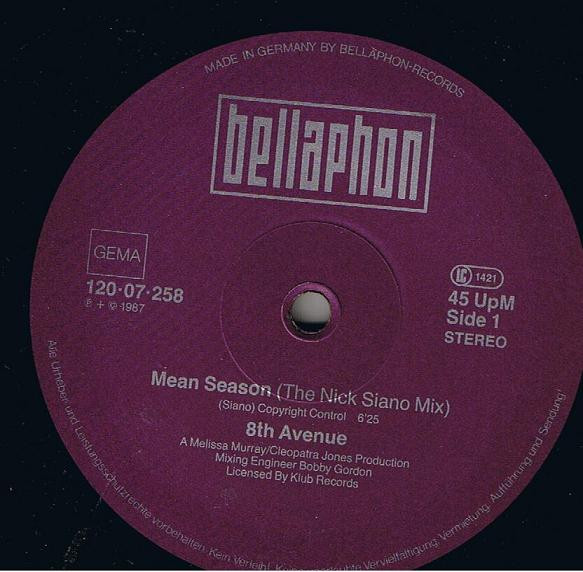 MADE IN GERMANY BY BELLAPHON-RECORDS
bellaphon
GEMA
120·07·258
℗ + © 1987
LC 1421
45 UpM
Side 1
STEREO
Mean Season (The Nick Siano Mix)
(Siano) Copyright Control 6'25
8th Avenue
A Melissa Murray/Cleopatra Jones Production
Mixing Engineer Bobby Gordon
Licensed By Klub Records
Alle Urheber- und Leistungsschutzrechte vorbehalten. Kein Verleih! Keine Vervielfältigung, Vermietung, Aufführung und Sendung!